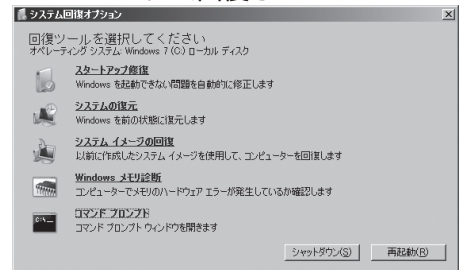 システム回復オプション
回復ツールを選択してください
オペレーティング システム: Windows 7 (C:) ローカル ディスク
スタートアップ修復
Windows を起動できない問題を自動的に修正します
システムの復元
Windows を前の状態に復元します
システム イメージの回復
以前に作成したシステム イメージを使用して、コンピューターを回復します
Windows メモリ診断
コンピューターでメモリのハードウェア エラーが発生しているか確認します
コマンド プロンプト
コマンド プロンプト ウィンドウを開きます
シャットダウン(S) 再起動(R)